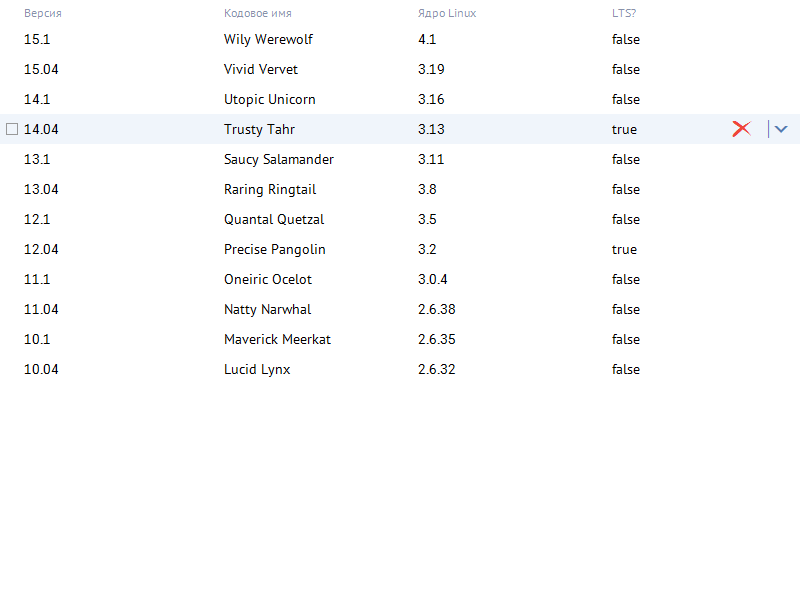 Версия Кодовое имя Ядро Linux LTS?
15.1 Wily Werewolf 4.1 false
15.04 Vivid Vervet 3.19 false
14.1 Utopic Unicorn 3.16 false
14.04 Trusty Tahr 3.13 true
13.1 Saucy Salamander 3.11 false
13.04 Raring Ringtail 3.8 false
12.1 Quantal Quetzal 3.5 false
12.04 Precise Pangolin 3.2 true
11.1 Oneiric Ocelot 3.0.4 false
11.04 Natty Narwhal 2.6.38 false
10.1 Maverick Meerkat 2.6.35 false
10.04 Lucid Lynx 2.6.32 false